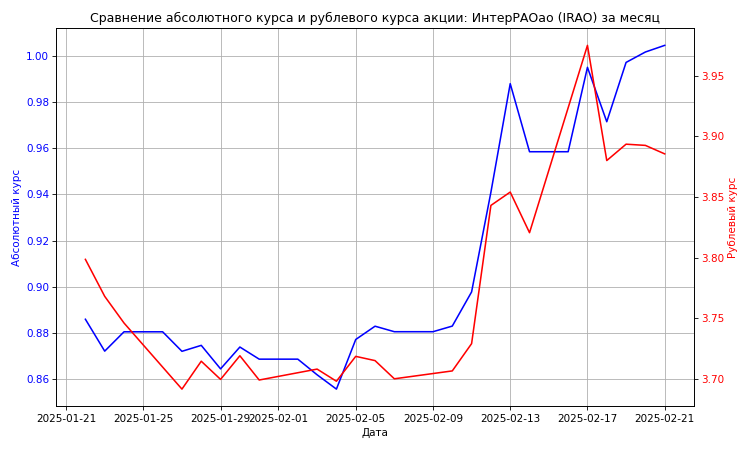 Сравнение абсолютного курса и рублевого курса акции: ИнтерРАОао (IRAO) за месяц
Абсолютный курс
1.00
0.98
0.96
0.94
0.92
0.90
0.88
0.86
3.95
3.90
3.85
3.80
3.75
3.70
Рублевый курс
2025-01-21 2025-01-25 2025-01-29 2025-02-01 2025-02-05 2025-02-09 2025-02-13 2025-02-17 2025-02-21
Дата